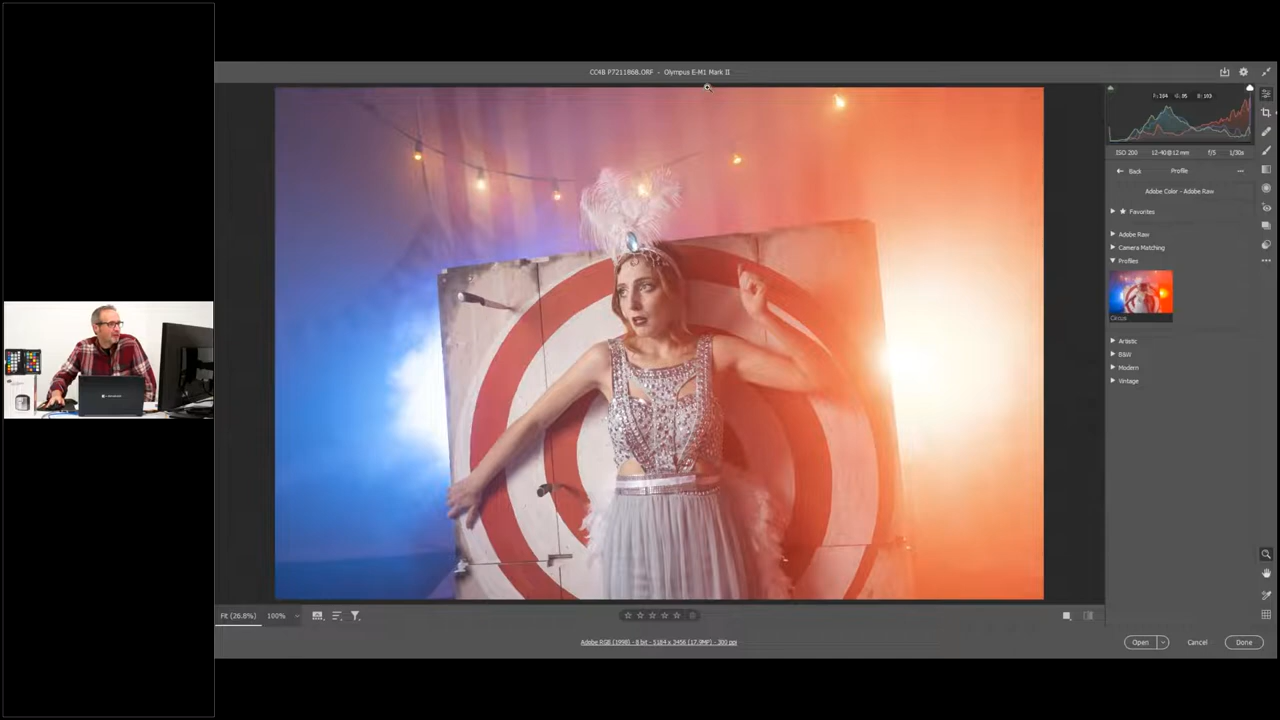 CC4B P7211868.ORF - Olympus E-M1 Mark II
ISO 200 12-40@12 mm f/5 1/30s
Back Profile
Adobe Color - Adobe Raw
Favorites
Adobe Raw
Camera Matching
Profiles
Circus
Artistic
B&W
Modern
Vintage
Fit (26.8%) 100%
Adobe RGB (1998) - 8 bit - 5184 x 3456 (17.9MP) - 300 ppi
Open Cancel Done